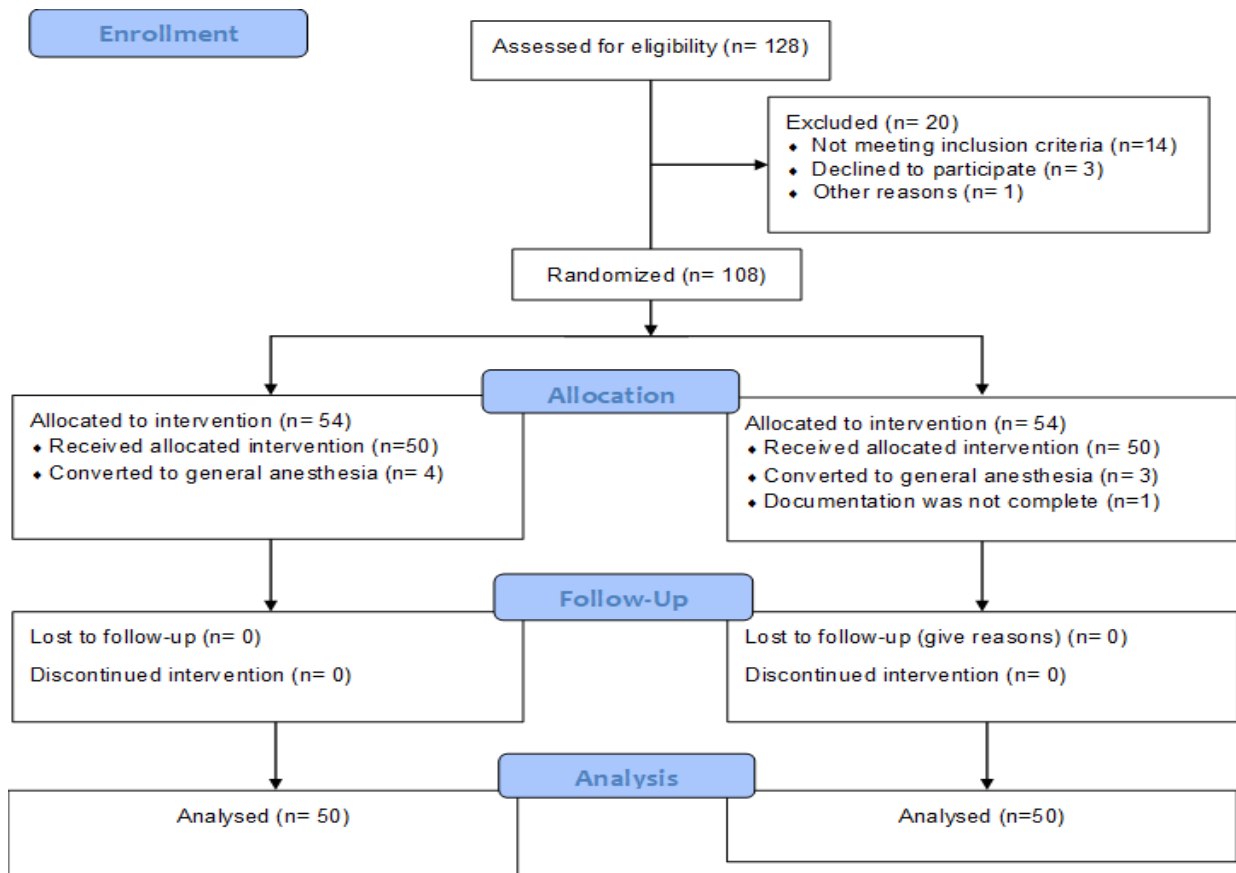 Enrollment
Assessed for eligibility (n= 128)
Excluded (n= 20)
⬥ Not meeting inclusion criteria (n=14)
⬥ Declined to participate (n= 3)
⬥ Other reasons (n= 1)
Randomized (n= 108)
Allocation
Allocated to intervention (n= 54)
⬥ Received allocated intervention (n=50)
⬥ Converted to general anesthesia (n= 4)
Allocated to intervention (n= 54)
⬥ Received allocated intervention (n= 50)
⬥ Converted to general anesthesia (n= 3)
⬥ Documentation was not complete (n=1)
Follow-Up
Lost to follow-up (n= 0)
Discontinued intervention (n= 0)
Lost to follow-up (give reasons) (n= 0)
Discontinued intervention (n= 0)
Analysis
Analysed (n= 50)
Analysed (n=50)